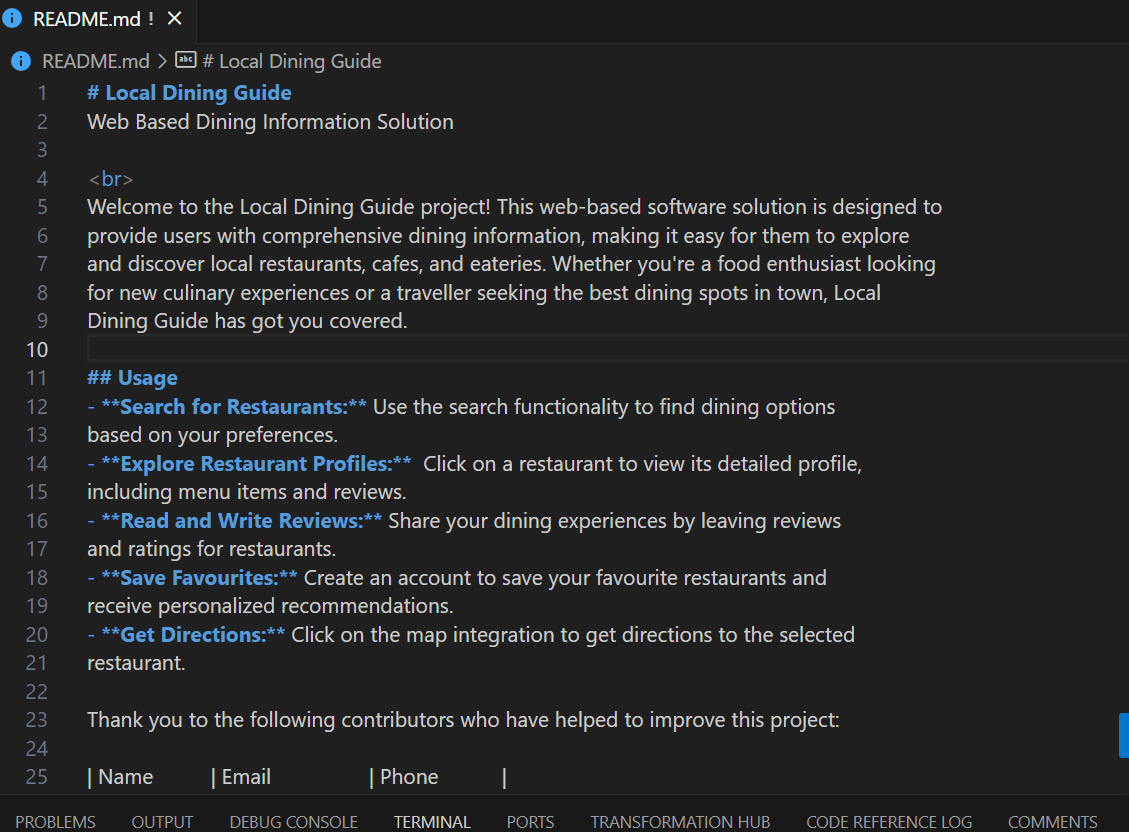 README.md ! ×
README.md > # Local Dining Guide
1 # Local Dining Guide
2 Web Based Dining Information Solution
3
4 <br>
5 Welcome to the Local Dining Guide project! This web-based software solution is designed to
6 provide users with comprehensive dining information, making it easy for them to explore
7 and discover local restaurants, cafes, and eateries. Whether you're a food enthusiast looking
8 for new culinary experiences or a traveller seeking the best dining spots in town, Local
9 Dining Guide has got you covered.
10
11 ## Usage
12 - **Search for Restaurants:** Use the search functionality to find dining options
13 based on your preferences.
14 - **Explore Restaurant Profiles:**  Click on a restaurant to view its detailed profile,
15 including menu items and reviews.
16 - **Read and Write Reviews:** Share your dining experiences by leaving reviews
17 and ratings for restaurants.
18 - **Save Favourites:** Create an account to save your favourite restaurants and
19 receive personalized recommendations.
20 - **Get Directions:** Click on the map integration to get directions to the selected
21 restaurant.
22
23 Thank you to the following contributors who have helped to improve this project:
24
25 | Name | Email | Phone |
PROBLEMS OUTPUT DEBUG CONSOLE TERMINAL PORTS TRANSFORMATION HUB CODE REFERENCE LOG COMMENTS